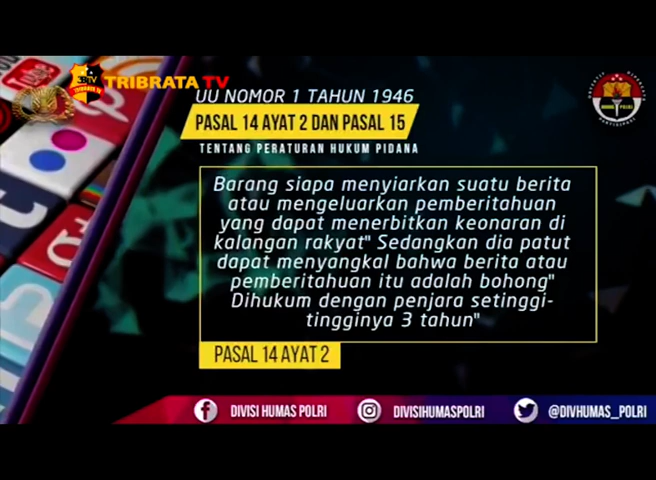 TRIBRATA TV
UU NOMOR 1 TAHUN 1946
PASAL 14 AYAT 2 DAN PASAL 15
TENTANG PERATURAN HUKUM PIDANA
Barang siapa menyiarkan suatu berita
atau mengeluarkan pemberitahuan
yang dapat menerbitkan keonaran di
kalangan rakyat" Sedangkan dia patut
dapat menyangkal bahwa berita atau
pemberitahuan itu adalah bohong"
Dihukum dengan penjara setinggi-
tingginya 3 tahun"
PASAL 14 AYAT 2
DIVISI HUMAS POLRI
DIVISIHUMASPOLRI
@DIVHUMAS_POLRI